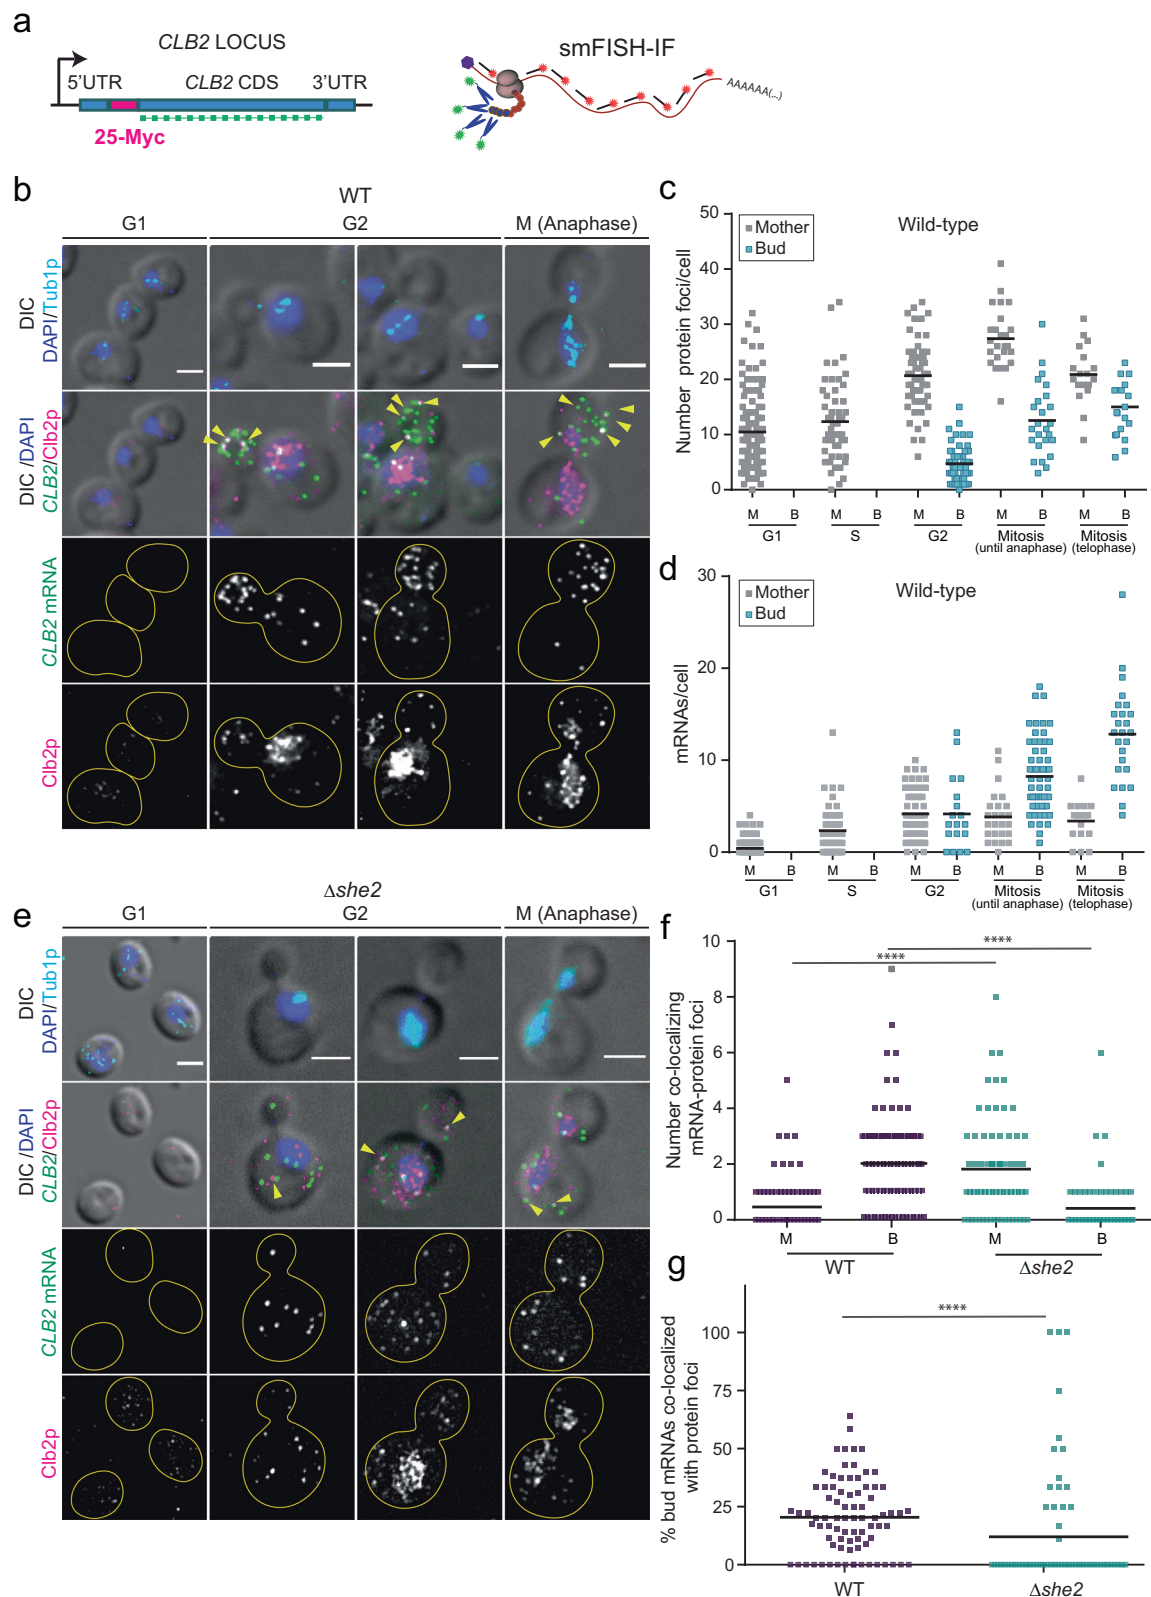 a
CLB2 LOCUS
5'UTR
CLB2 CDS
3'UTR
25-Myc
smFISH-IF
AAAAAA(...)
b
WT
G1
G2
M (Anaphase)
DIC
DAPI/Tub1p
DIC /DAPI
CLB2/Clb2p
CLB2 mRNA
Clb2p
c
Wild-type
Mother
Bud
Number protein foci/cell
50
40
30
20
10
0
M B M B M B M B M B
G1 S G2 Mitosis Mitosis
(until anaphase) (telophase)
d
Wild-type
Mother
Bud
mRNAs/cell
30
20
10
0
M B M B M B M B M B
G1 S G2 Mitosis Mitosis
(until anaphase) (telophase)
e
Δshe2
G1
G2
M (Anaphase)
DIC
DAPI/Tub1p
DIC /DAPI
CLB2/Clb2p
CLB2 mRNA
Clb2p
f
Number co-localizing
mRNA-protein foci
10
8
6
4
2
0
****
****
M B M B
WT Δshe2
g
% bud mRNAs co-localized
with protein foci
100
75
50
25
0
****
WT Δshe2